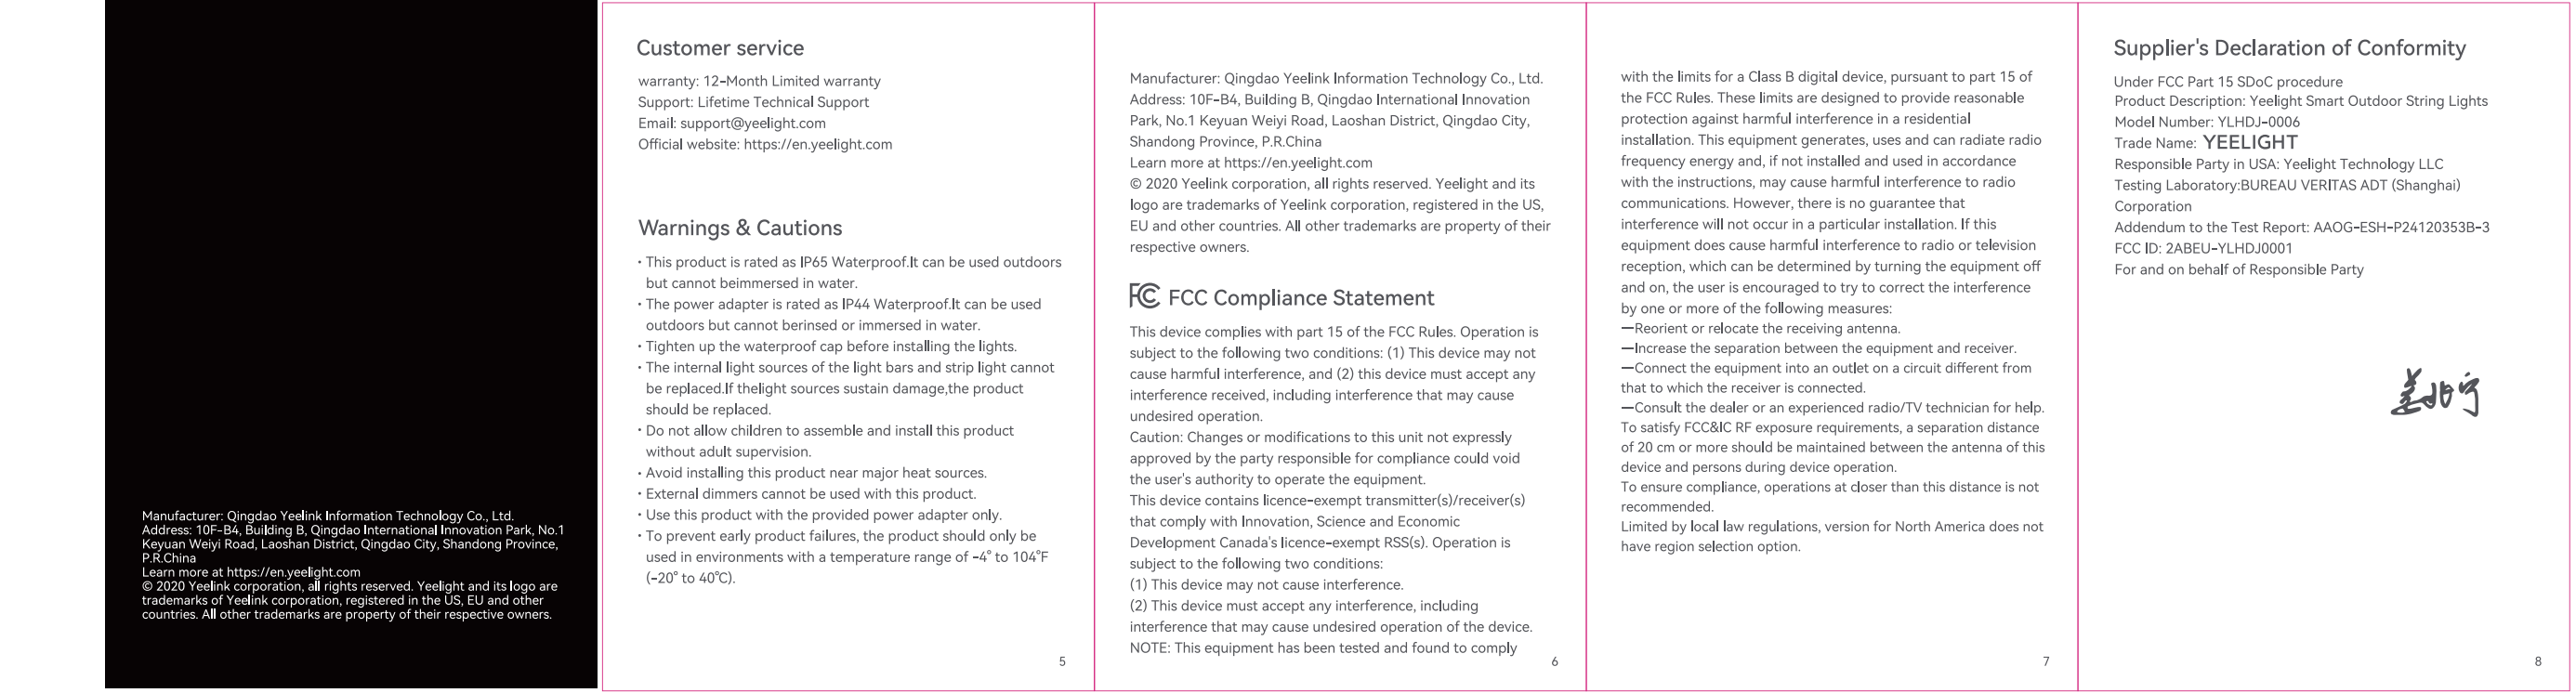 Manufacturer: Qingdao Yeelink Information Technology Co., Ltd.
Address: 10F-B4, Building B, Qingdao International Innovation Park, No.1
Keyuan Weiyi Road, Laoshan District, Qingdao City, Shandong Province,
P.R.China
Learn more at https://en.yeelight.com
© 2020 Yeelink corporation, all rights reserved. Yeelight and its logo are
trademarks of Yeelink corporation, registered in the US, EU and other
countries. All other trademarks are property of their respective owners.
Customer service
warranty: 12-Month Limited warranty
Support: Lifetime Technical Support
Email: support@yeelight.com
Official website: https://en.yeelight.com
Warnings & Cautions
· This product is rated as IP65 Waterproof.It can be used outdoors
but cannot beimmersed in water.
· The power adapter is rated as IP44 Waterproof.It can be used
outdoors but cannot berinsed or immersed in water.
· Tighten up the waterproof cap before installing the lights.
· The internal light sources of the light bars and strip light cannot
be replaced.If thelight sources sustain damage,the product
should be replaced.
· Do not allow children to assemble and install this product
without adult supervision.
· Avoid installing this product near major heat sources.
· External dimmers cannot be used with this product.
· Use this product with the provided power adapter only.
· To prevent early product failures, the product should only be
used in environments with a temperature range of -4° to 104°F
(-20° to 40°C).
5
Manufacturer: Qingdao Yeelink Information Technology Co., Ltd.
Address: 10F-B4, Building B, Qingdao International Innovation
Park, No.1 Keyuan Weiyi Road, Laoshan District, Qingdao City,
Shandong Province, P.R.China
Learn more at https://en.yeelight.com
© 2020 Yeelink corporation, all rights reserved. Yeelight and its
logo are trademarks of Yeelink corporation, registered in the US,
EU and other countries. All other trademarks are property of their
respective owners.
FC FCC Compliance Statement
This device complies with part 15 of the FCC Rules. Operation is
subject to the following two conditions: (1) This device may not
cause harmful interference, and (2) this device must accept any
interference received, including interference that may cause
undesired operation.
Caution: Changes or modifications to this unit not expressly
approved by the party responsible for compliance could void
the user's authority to operate the equipment.
This device contains licence-exempt transmitter(s)/receiver(s)
that comply with Innovation, Science and Economic
Development Canada's licence-exempt RSS(s). Operation is
subject to the following two conditions:
(1) This device may not cause interference.
(2) This device must accept any interference, including
interference that may cause undesired operation of the device.
NOTE: This equipment has been tested and found to comply
6
with the limits for a Class B digital device, pursuant to part 15 of
the FCC Rules. These limits are designed to provide reasonable
protection against harmful interference in a residential
installation. This equipment generates, uses and can radiate radio
frequency energy and, if not installed and used in accordance
with the instructions, may cause harmful interference to radio
communications. However, there is no guarantee that
interference will not occur in a particular installation. If this
equipment does cause harmful interference to radio or television
reception, which can be determined by turning the equipment off
and on, the user is encouraged to try to correct the interference
by one or more of the following measures:
—Reorient or relocate the receiving antenna.
—Increase the separation between the equipment and receiver.
—Connect the equipment into an outlet on a circuit different from
that to which the receiver is connected.
—Consult the dealer or an experienced radio/TV technician for help.
To satisfy FCC&IC RF exposure requirements, a separation distance
of 20 cm or more should be maintained between the antenna of this
device and persons during device operation.
To ensure compliance, operations at closer than this distance is not
recommended.
Limited by local law regulations, version for North America does not
have region selection option.
7
Supplier's Declaration of Conformity
Under FCC Part 15 SDoC procedure
Product Description: Yeelight Smart Outdoor String Lights
Model Number: YLHDJ-0006
Trade Name: YEELIGHT
Responsible Party in USA: Yeelight Technology LLC
Testing Laboratory:BUREAU VERITAS ADT (Shanghai)
Corporation
Addendum to the Test Report: AAOG-ESH-P24120353B-3
FCC ID: 2ABEU-YLHDJ0001
For and on behalf of Responsible Party
8